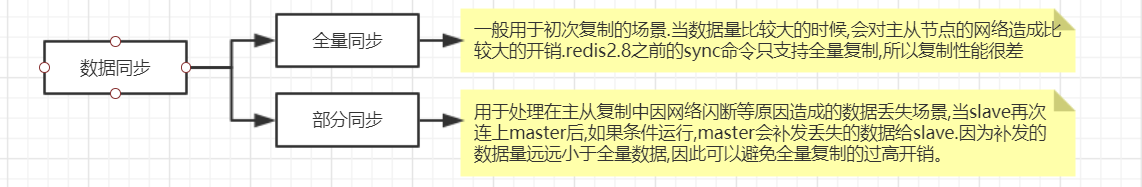 数据同步
全量同步
一般用于初次复制的场景.当数据量比较大的时候,会对主从节点的网络造成比
较大的开销.redis2.8之前的sync命令只支持全量复制,所以复制性能很差
部分同步
用于处理在主从复制中因网络闪断等原因造成的数据丢失场景,当slave再次
连上master后,如果条件运行,master会补发丢失的数据给slave.因为补发的
数据量远远小于全量数据,因此可以避免全量复制的过高开销。